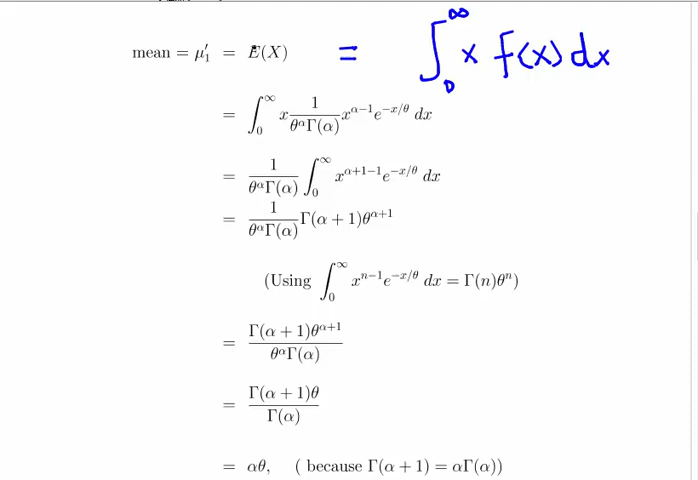 mean = μ′₁ = E(X) = ∫₀^∞ x f(x) dx
= ∫₀^∞ x 1/(θ^α Γ(α)) x^(α−1) e^(−x/θ) dx
= 1/(θ^α Γ(α)) ∫₀^∞ x^(α+1−1) e^(−x/θ) dx
= 1/(θ^α Γ(α)) Γ(α + 1)θ^(α+1)
(Using ∫₀^∞ x^(n−1) e^(−x/θ) dx = Γ(n)θ^n)
= Γ(α + 1)θ^(α+1) / (θ^α Γ(α))
= Γ(α + 1)θ / Γ(α)
= αθ, ( because Γ(α + 1) = αΓ(α))